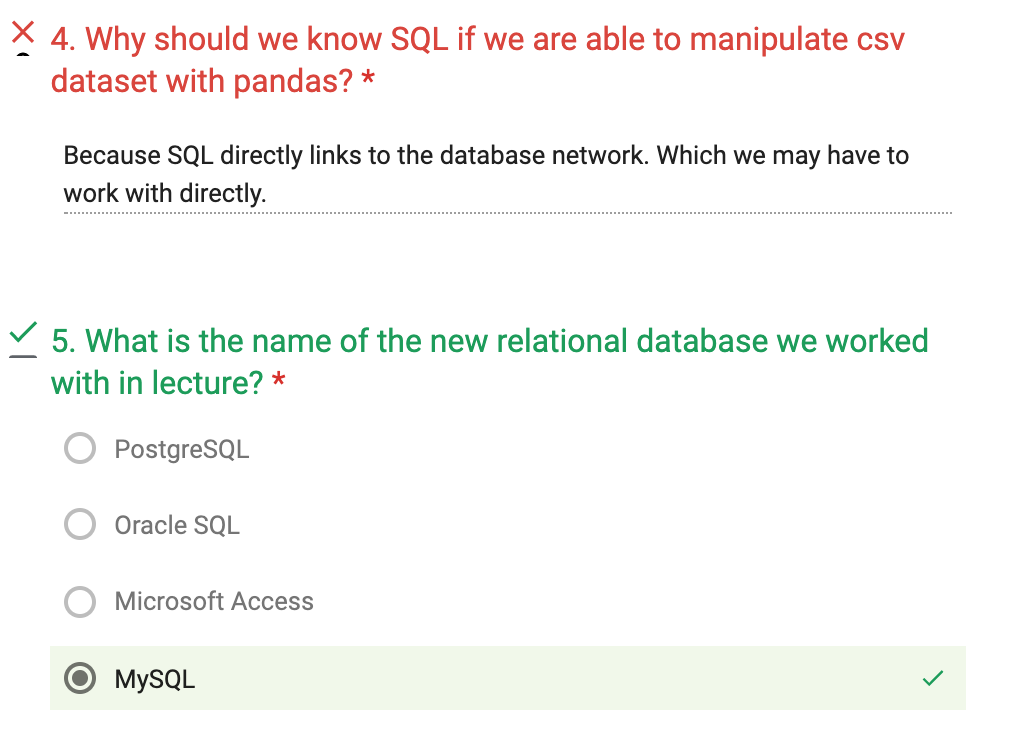 4. Why should we know SQL if we are able to manipulate csv
dataset with pandas? *
Because SQL directly links to the database network. Which we may have to
work with directly.
5. What is the name of the new relational database we worked
with in lecture? *
PostgreSQL
Oracle SQL
Microsoft Access
MySQL